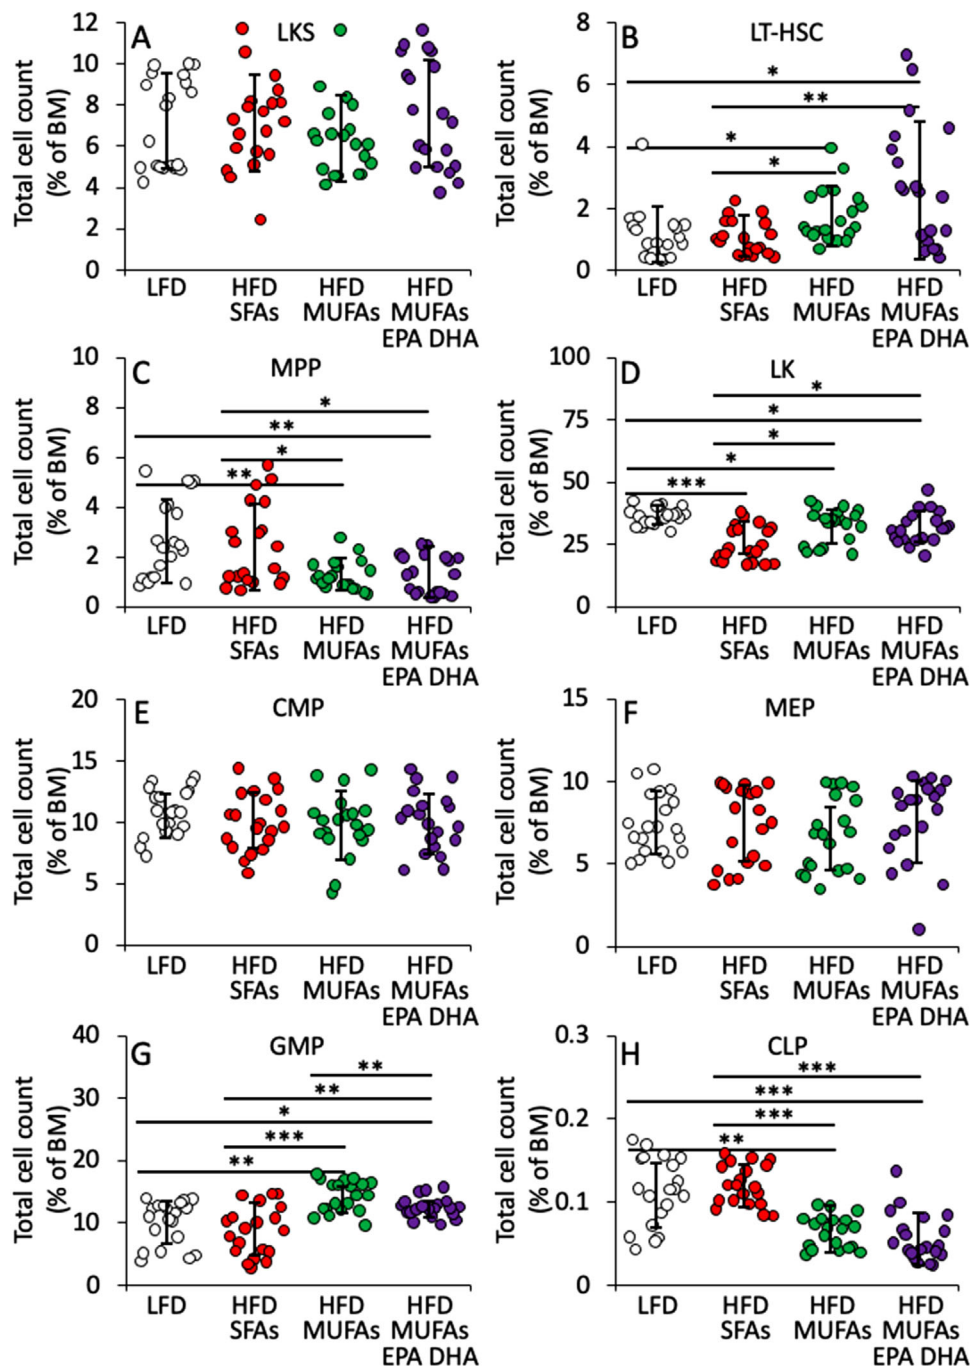 A LKS
Total cell count
(% of BM)
12
10
8
6
4
2
0
LFD HFD HFD HFD
SFAs MUFAs MUFAs
EPA DHA
B LT-HSC
Total cell count
(% of BM)
8
6
4
2
0
*
**
*
*
LFD HFD HFD HFD
SFAs MUFAs MUFAs
EPA DHA
C MPP
Total cell count
(% of BM)
10
8
6
4
2
0
*
**
*
**
LFD HFD HFD HFD
SFAs MUFAs MUFAs
EPA DHA
D LK
Total cell count
(% of BM)
100
75
50
25
0
*
*
*
*
***
LFD HFD HFD HFD
SFAs MUFAs MUFAs
EPA DHA
E CMP
Total cell count
(% of BM)
20
15
10
5
0
LFD HFD HFD HFD
SFAs MUFAs MUFAs
EPA DHA
F MEP
Total cell count
(% of BM)
15
10
5
0
LFD HFD HFD HFD
SFAs MUFAs MUFAs
EPA DHA
G GMP
Total cell count
(% of BM)
40
30
20
10
0
**
**
*
***
**
LFD HFD HFD HFD
SFAs MUFAs MUFAs
EPA DHA
H CLP
Total cell count
(% of BM)
0.3
0.2
0.1
0
***
***
***
**
LFD HFD HFD HFD
SFAs MUFAs MUFAs
EPA DHA